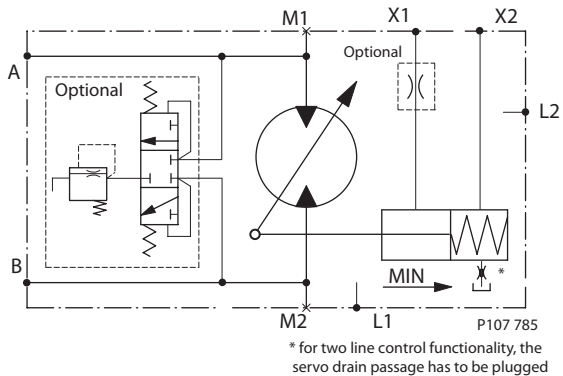 M1
X1
X2
A
Optional
Optional
L2
B
MIN
*
M2
L1
P107 785
* for two line control functionality, the
servo drain passage has to be plugged